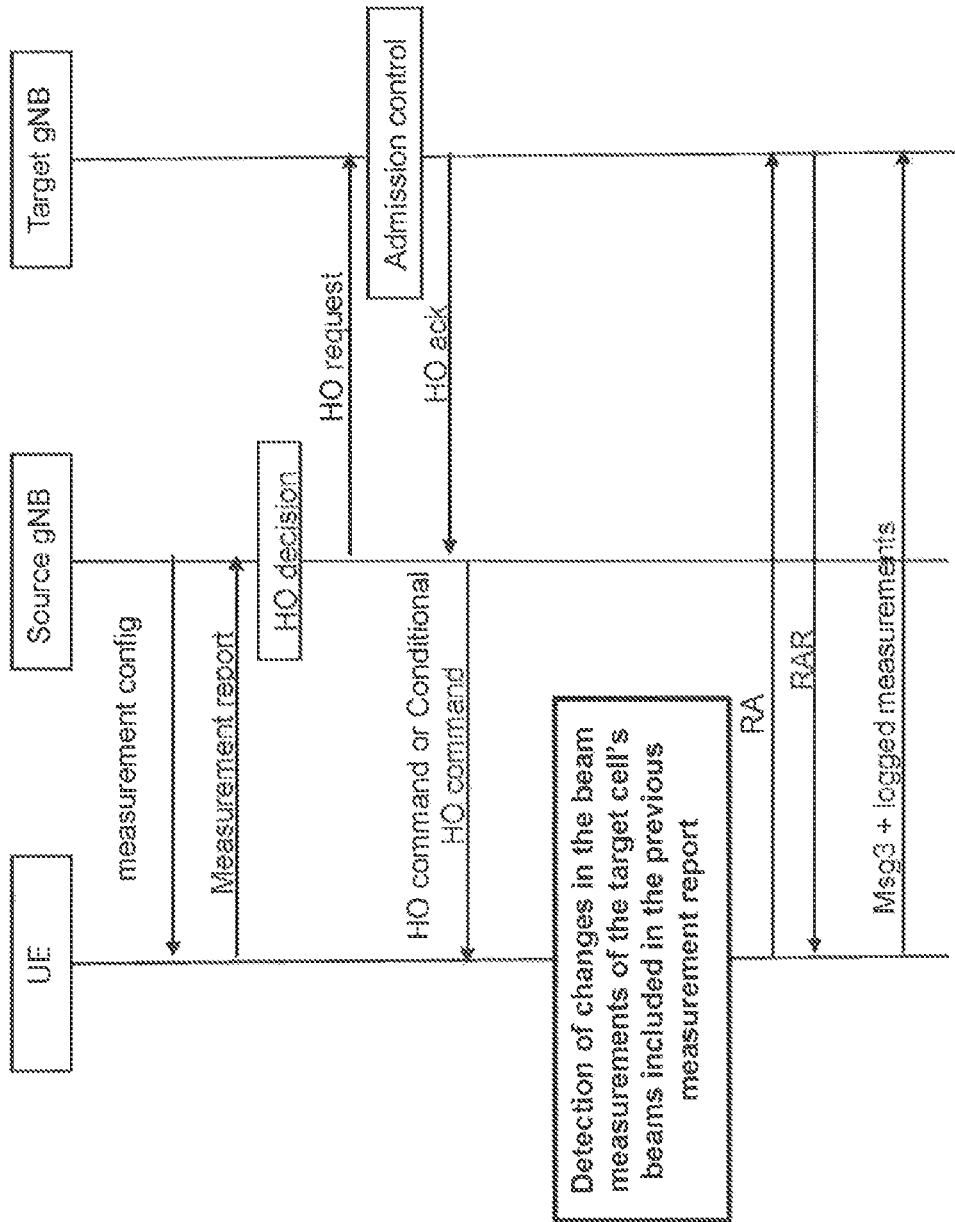 UE
Source gNB
Target gNB
measurement config
Measurement report
HO decision
HO request
Admission control
HO ack
HO command or Conditional
HO command
Detection of changes in the beam
measurements of the target cell's
beams included in the previous
measurement report
RA
RAR
Msg3 + logged measurements